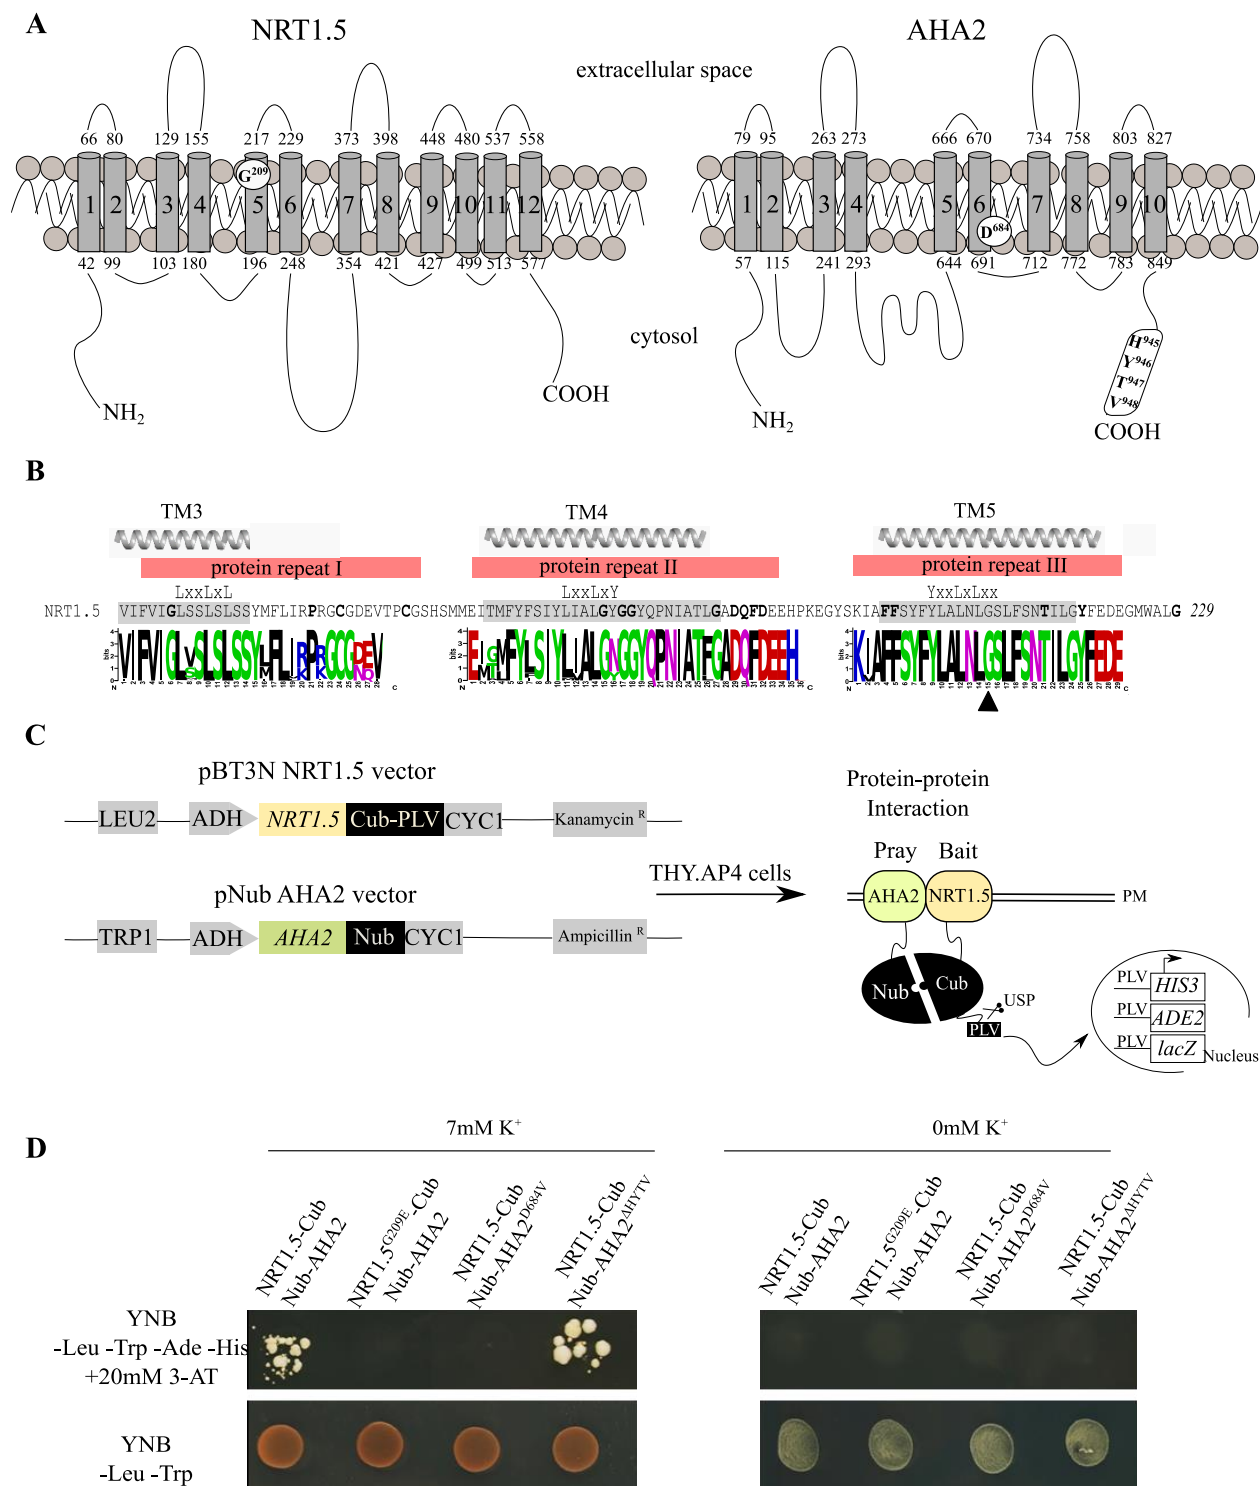 A
NRT1.5
AHA2
extracellular space
66 80 129 155 217 229 373 398 448 480 537 558
79 95 263 273 666 670 734 758 803 827
G209
1 2 3 4 5 6 7 8 9 10 11 12
1 2 3 4 5 6 7 8 9 10
D684
42 99 103 180 196 248 354 421 427 499 513 577
57 115 241 293 644 691 712 772 783 849
cytosol
H945
Y946
T947
V948
NH2
COOH
NH2
COOH
B
TM3 TM4 TM5
protein repeat I protein repeat II protein repeat III
LxxLxL LxxLxY YxxLxLxx
NRT1.5 VIFVIGLSSLSLSSYMFLIRPRGCGDEVTPCGSHSMMEITMFYFSIYLIALGYGGYQPNIATLGADQFDEEHPKEGYSKIAFFSYFYLALNLGSLFSNTILGYFEDEGMWALG 229
C
pBT3N NRT1.5 vector
LEU2 ADH NRT1.5 Cub-PLV CYC1 Kanamycin R
pNub AHA2 vector
TRP1 ADH AHA2 Nub CYC1 Ampicillin R
THY.AP4 cells
Protein-protein
Interaction
Pray Bait
AHA2 NRT1.5 PM
Nub Cub
USP
PLV
PLV HIS3
PLV ADE2
PLV lacZ
Nucleus
D
7mM K+
0mM K+
NRT1.5-Cub
Nub-AHA2
NRT1.5G209E-Cub
Nub-AHA2
NRT1.5-Cub
Nub-AHA2D684V
NRT1.5-Cub
Nub-AHA2ΔHYTV
NRT1.5-Cub
Nub-AHA2
NRT1.5G209E-Cub
Nub-AHA2
NRT1.5-Cub
Nub-AHA2D684V
NRT1.5-Cub
Nub-AHA2ΔHYTV
YNB
-Leu -Trp -Ade -His
+20mM 3-AT
YNB
-Leu -Trp